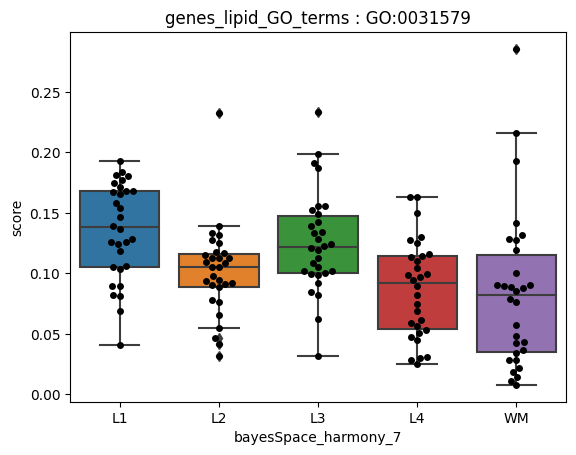 genes_lipid_GO_terms : GO:0031579
score
0.25
0.20
0.15
0.10
0.05
0.00
L1 L2 L3 L4 WM
bayesSpace_harmony_7